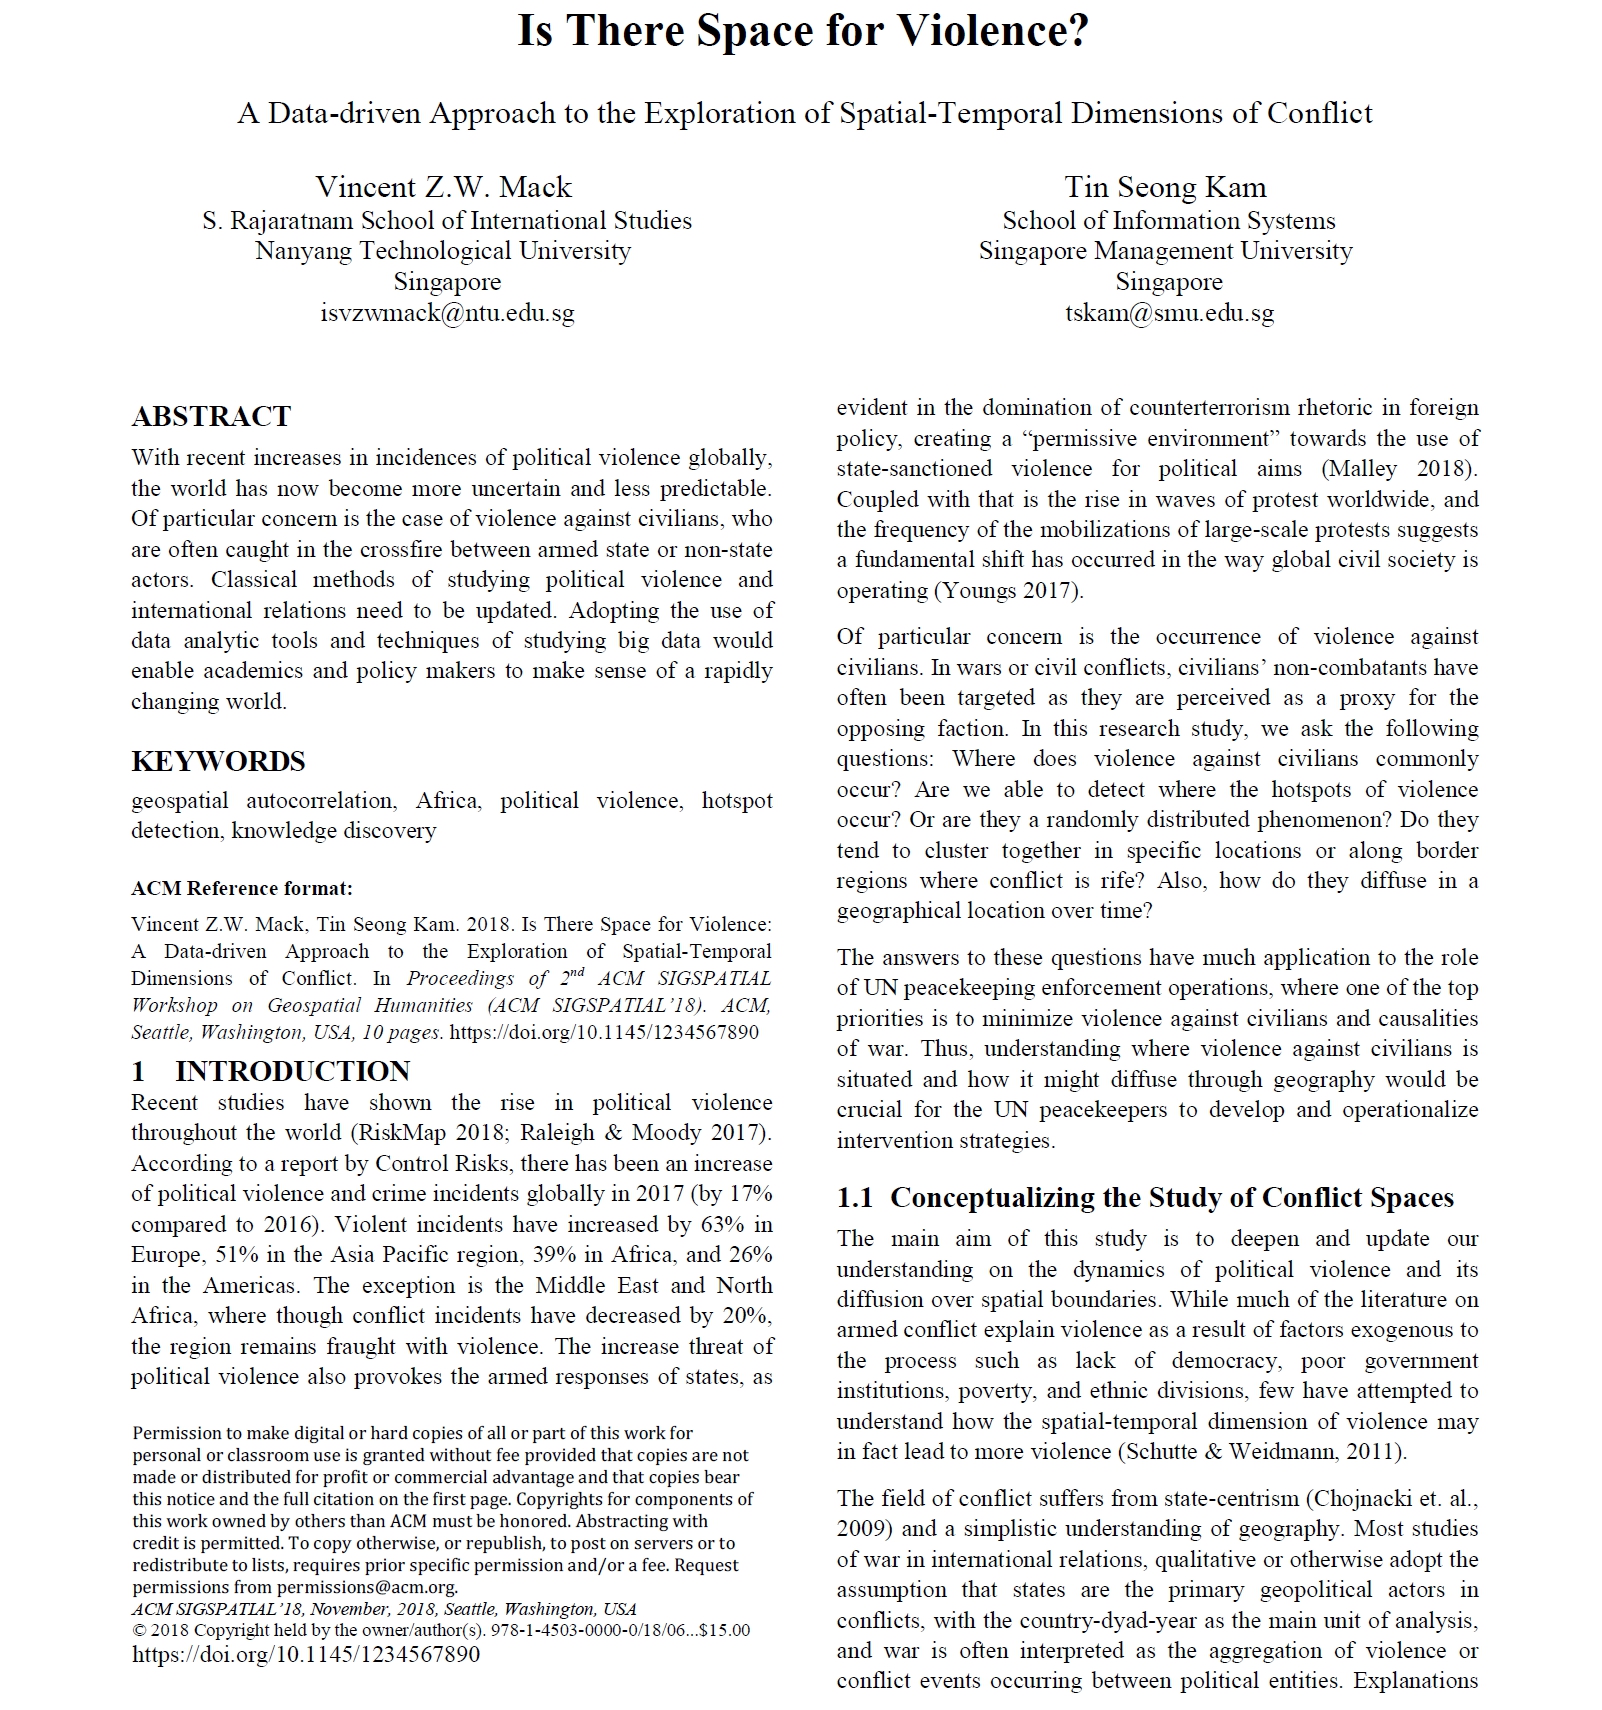 Is There Space for Violence?
A Data-driven Approach to the Exploration of Spatial-Temporal Dimensions of Conflict
Vincent Z.W. Mack
S. Rajaratnam School of International Studies
Nanyang Technological University
Singapore
isvzwmack@ntu.edu.sg
Tin Seong Kam
School of Information Systems
Singapore Management University
Singapore
tskam@smu.edu.sg
ABSTRACT
With recent increases in incidences of political violence globally,
the world has now become more uncertain and less predictable.
Of particular concern is the case of violence against civilians, who
are often caught in the crossfire between armed state or non-state
actors. Classical methods of studying political violence and
international relations need to be updated. Adopting the use of
data analytic tools and techniques of studying big data would
enable academics and policy makers to make sense of a rapidly
changing world.
KEYWORDS
geospatial autocorrelation, Africa, political violence, hotspot
detection, knowledge discovery
ACM Reference format:
Vincent Z.W. Mack, Tin Seong Kam. 2018. Is There Space for Violence:
A Data-driven Approach to the Exploration of Spatial-Temporal
Dimensions of Conflict. In Proceedings of 2nd ACM SIGSPATIAL
Workshop on Geospatial Humanities (ACM SIGSPATIAL’18). ACM,
Seattle, Washington, USA, 10 pages. https://doi.org/10.1145/1234567890
1 INTRODUCTION
Recent studies have shown the rise in political violence
throughout the world (RiskMap 2018; Raleigh & Moody 2017).
According to a report by Control Risks, there has been an increase
of political violence and crime incidents globally in 2017 (by 17%
compared to 2016). Violent incidents have increased by 63% in
Europe, 51% in the Asia Pacific region, 39% in Africa, and 26%
in the Americas. The exception is the Middle East and North
Africa, where though conflict incidents have decreased by 20%,
the region remains fraught with violence. The increase threat of
political violence also provokes the armed responses of states, as
Permission to make digital or hard copies of all or part of this work for
personal or classroom use is granted without fee provided that copies are not
made or distributed for profit or commercial advantage and that copies bear
this notice and the full citation on the first page. Copyrights for components of
this work owned by others than ACM must be honored. Abstracting with
credit is permitted. To copy otherwise, or republish, to post on servers or to
redistribute to lists, requires prior specific permission and/or a fee. Request
permissions from permissions@acm.org.
ACM SIGSPATIAL’18, November, 2018, Seattle, Washington, USA
© 2018 Copyright held by the owner/author(s). 978-1-4503-0000-0/18/06...$15.00
https://doi.org/10.1145/1234567890
evident in the domination of counterterrorism rhetoric in foreign
policy, creating a “permissive environment” towards the use of
state-sanctioned violence for political aims (Malley 2018).
Coupled with that is the rise in waves of protest worldwide, and
the frequency of the mobilizations of large-scale protests suggests
a fundamental shift has occurred in the way global civil society is
operating (Youngs 2017).
Of particular concern is the occurrence of violence against
civilians. In wars or civil conflicts, civilians’ non-combatants have
often been targeted as they are perceived as a proxy for the
opposing faction. In this research study, we ask the following
questions: Where does violence against civilians commonly
occur? Are we able to detect where the hotspots of violence
occur? Or are they a randomly distributed phenomenon? Do they
tend to cluster together in specific locations or along border
regions where conflict is rife? Also, how do they diffuse in a
geographical location over time?
The answers to these questions have much application to the role
of UN peacekeeping enforcement operations, where one of the top
priorities is to minimize violence against civilians and causalities
of war. Thus, understanding where violence against civilians is
situated and how it might diffuse through geography would be
crucial for the UN peacekeepers to develop and operationalize
intervention strategies.
1.1 Conceptualizing the Study of Conflict Spaces
The main aim of this study is to deepen and update our
understanding on the dynamics of political violence and its
diffusion over spatial boundaries. While much of the literature on
armed conflict explain violence as a result of factors exogenous to
the process such as lack of democracy, poor government
institutions, poverty, and ethnic divisions, few have attempted to
understand how the spatial-temporal dimension of violence may
in fact lead to more violence (Schutte & Weidmann, 2011).
The field of conflict suffers from state-centrism (Chojnacki et. al.,
2009) and a simplistic understanding of geography. Most studies
of war in international relations, qualitative or otherwise adopt the
assumption that states are the primary geopolitical actors in
conflicts, with the country-dyad-year as the main unit of analysis,
and war is often interpreted as the aggregation of violence or
conflict events occurring between political entities. Explanations